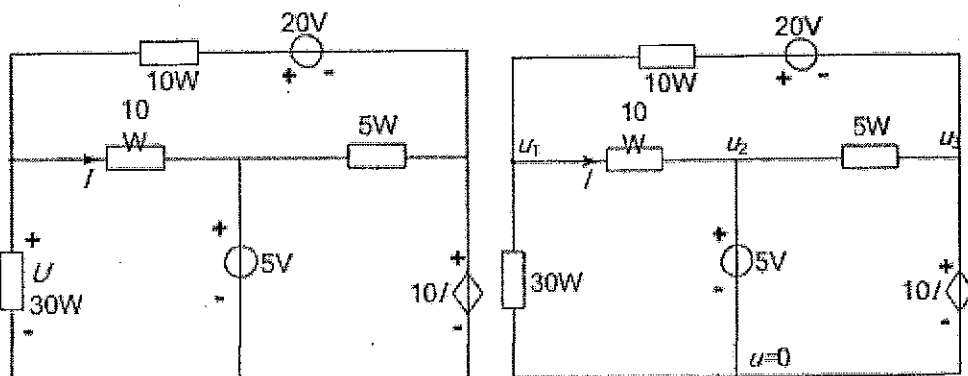 20V
+ -
10W
10
W
5W
I
+
U
30W
-
+
5V
-
+
10I
-
20V
+ -
10W
10
W
5W
u1
u2
u3
I
30W
+
5V
-
+
10I
-
u=0